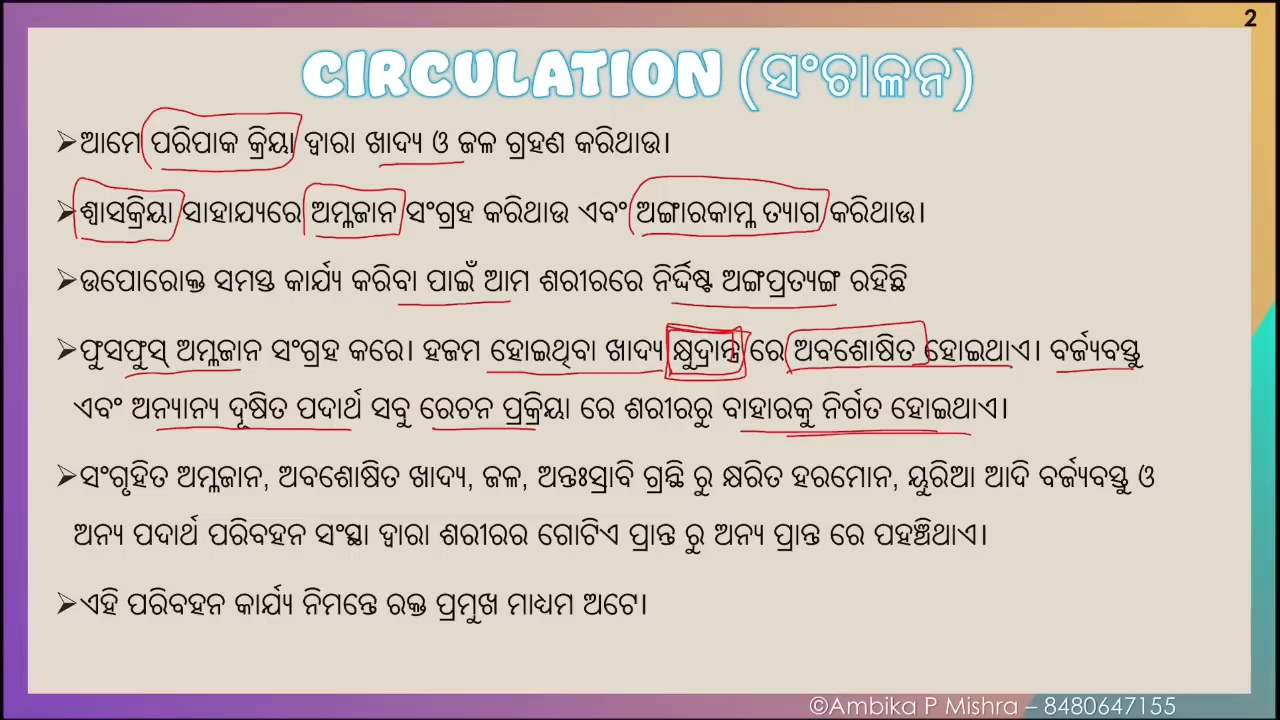 2
CIRCULATION (ସଂଚାଳନ)
➢ଆମେ ପରିପାକ କ୍ରିୟା ଦ୍ୱାରା ଖାଦ୍ୟ ଓ ଜଳ ଗ୍ରହଣ କରିଥାଉ।
➢ଶ୍ୱାସକ୍ରିୟା ସାହାଯ୍ୟରେ ଅମ୍ଳଜାନ ସଂଗ୍ରହ କରିଥାଉ ଏବଂ ଅଙ୍ଗାରକାମ୍ଳ ତ୍ୟାଗ କରିଥାଉ।
➢ଉପୋରୋକ୍ତ ସମସ୍ତ କାର୍ଯ୍ୟ କରିବା ପାଇଁ ଆମ ଶରୀରରେ ନିର୍ଦ୍ଦିଷ୍ଟ ଅଙ୍ଗପ୍ରତ୍ୟଙ୍ଗ ରହିଛି
➢ଫୁସଫୁସ୍ ଅମ୍ଳଜାନ ସଂଗ୍ରହ କରେ। ହଜମ ହୋଇଥିବା ଖାଦ୍ୟ କ୍ଷୁଦ୍ରାନ୍ତ୍ର ରେ ଅବଶୋଷିତ ହୋଇଥାଏ। ବର୍ଜ୍ୟବସ୍ତୁ
ଏବଂ ଅନ୍ୟାନ୍ୟ ଦୂଷିତ ପଦାର୍ଥ ସବୁ ରେଚନ ପ୍ରକ୍ରିୟା ରେ ଶରୀରରୁ ବାହାରକୁ ନିର୍ଗତ ହୋଇଥାଏ।
➢ସଂଗୃହିତ ଅମ୍ଳଜାନ, ଅବଶୋଷିତ ଖାଦ୍ୟ, ଜଳ, ଅନ୍ତଃସ୍ରାବି ଗ୍ରନ୍ଥି ରୁ କ୍ଷରିତ ହରମୋନ, ୟୁରିଆ ଆଦି ବର୍ଜ୍ୟବସ୍ତୁ ଓ
ଅନ୍ୟ ପଦାର୍ଥ ପରିବହନ ସଂସ୍ଥା ଦ୍ୱାରା ଶରୀରର ଗୋଟିଏ ପ୍ରାନ୍ତ ରୁ ଅନ୍ୟ ପ୍ରାନ୍ତ ରେ ପହଞ୍ଚିଥାଏ।
➢ଏହି ପରିବହନ କାର୍ଯ୍ୟ ନିମନ୍ତେ ରକ୍ତ ପ୍ରମୁଖ ମାଧ୍ୟମ ଅଟେ।
©Ambika P Mishra – 8480647155